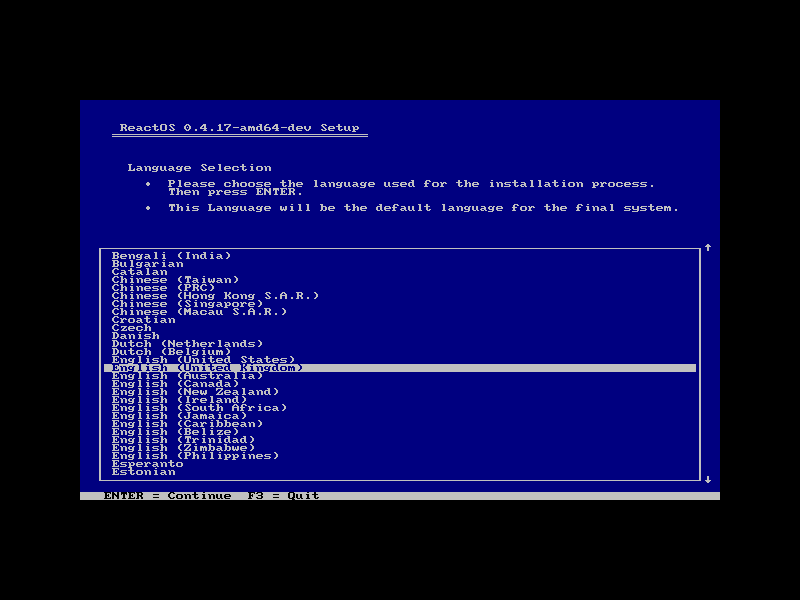 ReactOS 0.4.17-amd64-dev Setup
Language Selection
• Please choose the language used for the installation process.
Then press ENTER.
• This Language will be the default language for the final system.
↑
Bengali (India)
Bulgarian
Catalan
Chinese (Taiwan)
Chinese (PRC)
Chinese (Hong Kong S.A.R.)
Chinese (Singapore)
Chinese (Macau S.A.R.)
Croatian
Czech
Danish
Dutch (Netherlands)
Dutch (Belgium)
English (United States)
English (United Kingdom)
English (Australia)
English (Canada)
English (New Zealand)
English (Ireland)
English (South Africa)
English (Jamaica)
English (Caribbean)
English (Belize)
English (Trinidad)
English (Zimbabwe)
English (Philippines)
Esperanto
Estonian
↓
ENTER = Continue  F3 = Quit